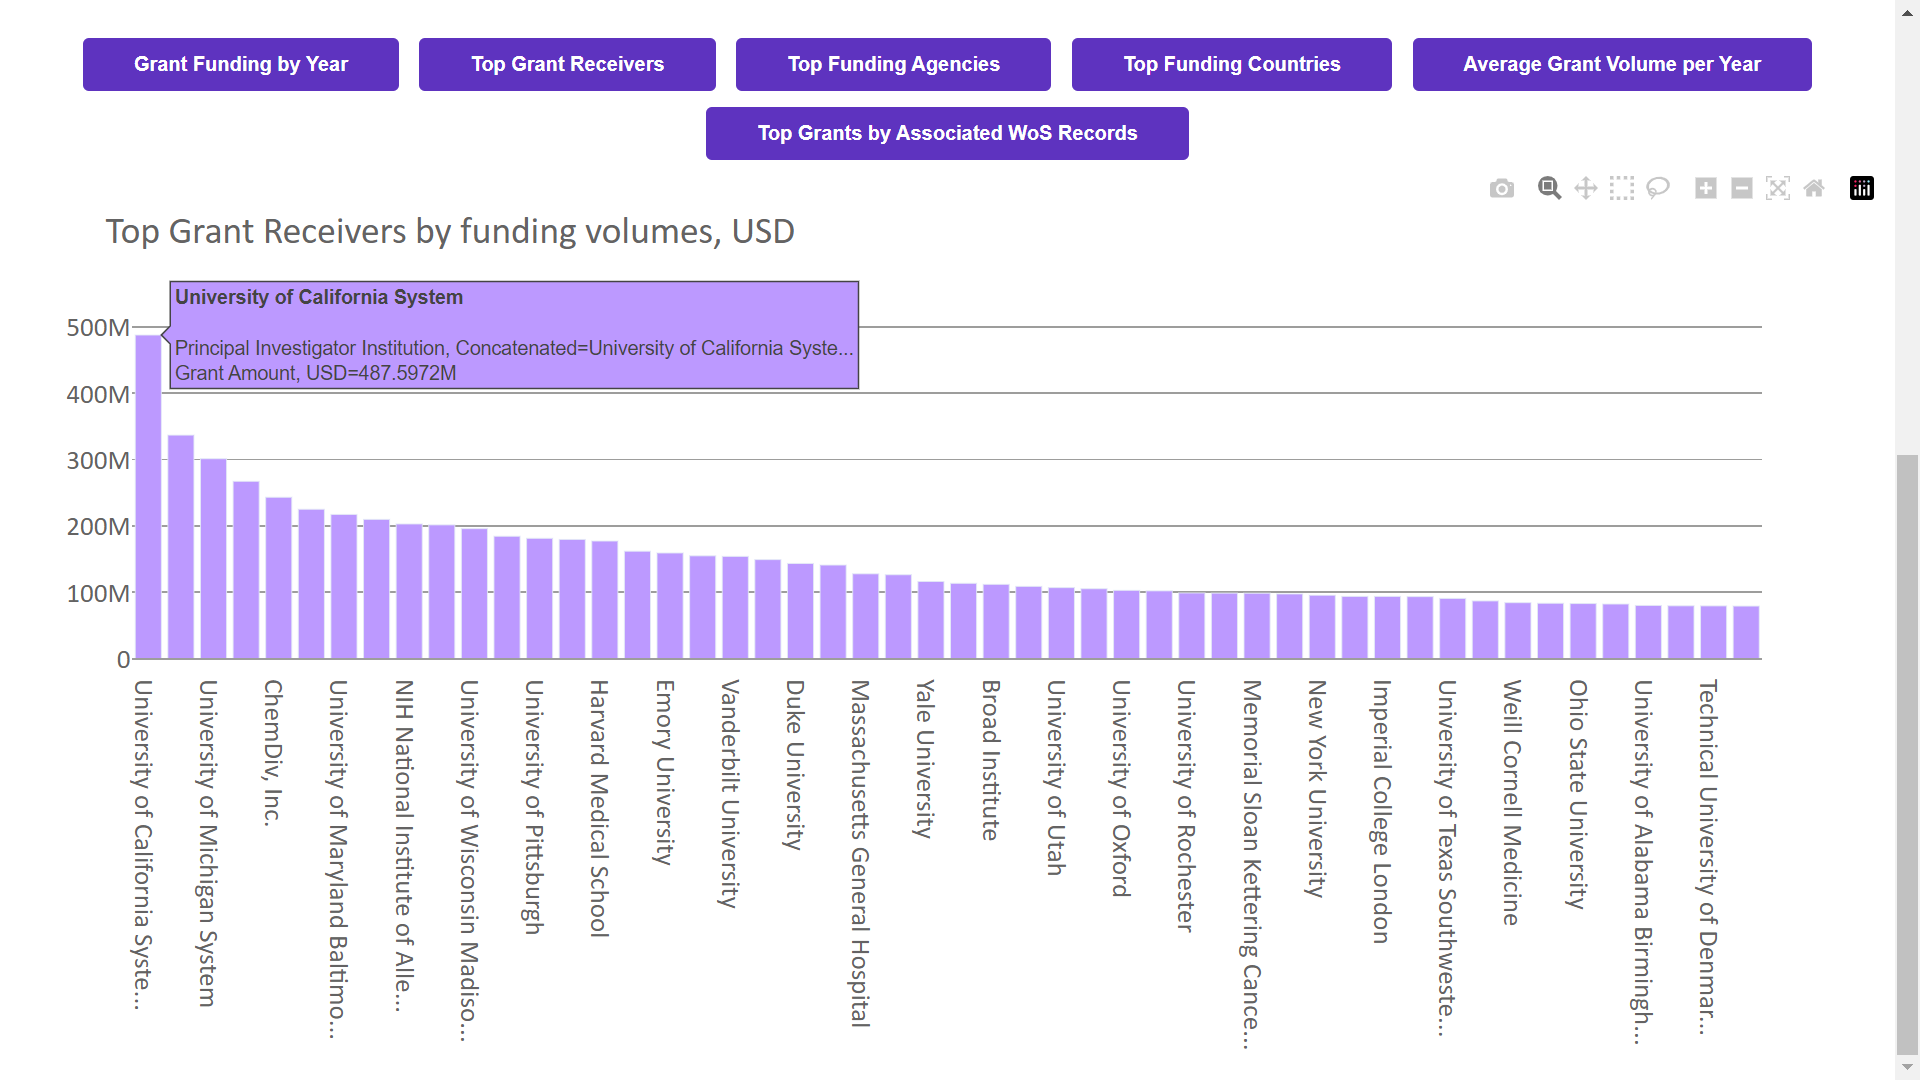 Grant Funding by Year
Top Grant Receivers
Top Funding Agencies
Top Funding Countries
Average Grant Volume per Year
Top Grants by Associated WoS Records
Top Grant Receivers by funding volumes, USD
University of California System
Principal Investigator Institution, Concatenated=University of California Syste...
Grant Amount, USD=487.5972M
500M
400M
300M
200M
100M
0
University of California Syste...
University of Michigan System
ChemDiv, Inc.
University of Maryland Baltimo...
NIH National Institute of Alle...
University of Wisconsin Madiso...
University of Pittsburgh
Harvard Medical School
Emory University
Vanderbilt University
Duke University
Massachusetts General Hospital
Yale University
Broad Institute
University of Utah
University of Oxford
University of Rochester
Memorial Sloan Kettering Cance...
New York University
Imperial College London
University of Texas Southweste...
Weill Cornell Medicine
Ohio State University
University of Alabama Birmingh...
Technical University of Denmar...